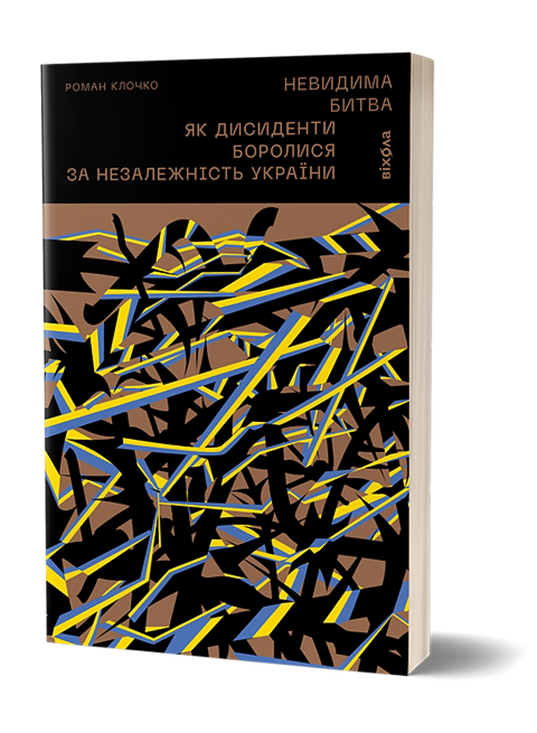 РОМАН КЛОЧКО
НЕВИДИМА
БИТВА
ЯК ДИСИДЕНТИ
БОРОЛИСЯ
ЗА НЕЗАЛЕЖНІСТЬ УКРАЇНИ
віхола